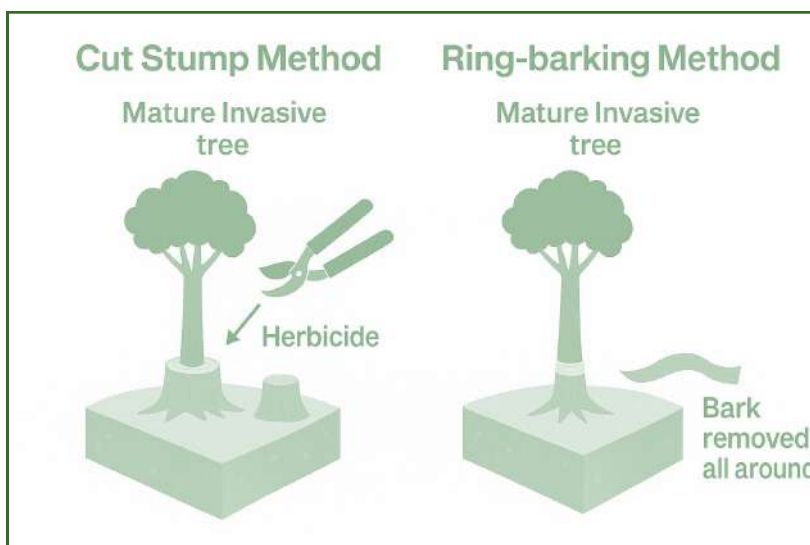 Cut Stump Method
Mature Invasive
tree
Herbicide
Ring-barking Method
Mature Invasive
tree
Bark
removed
all around